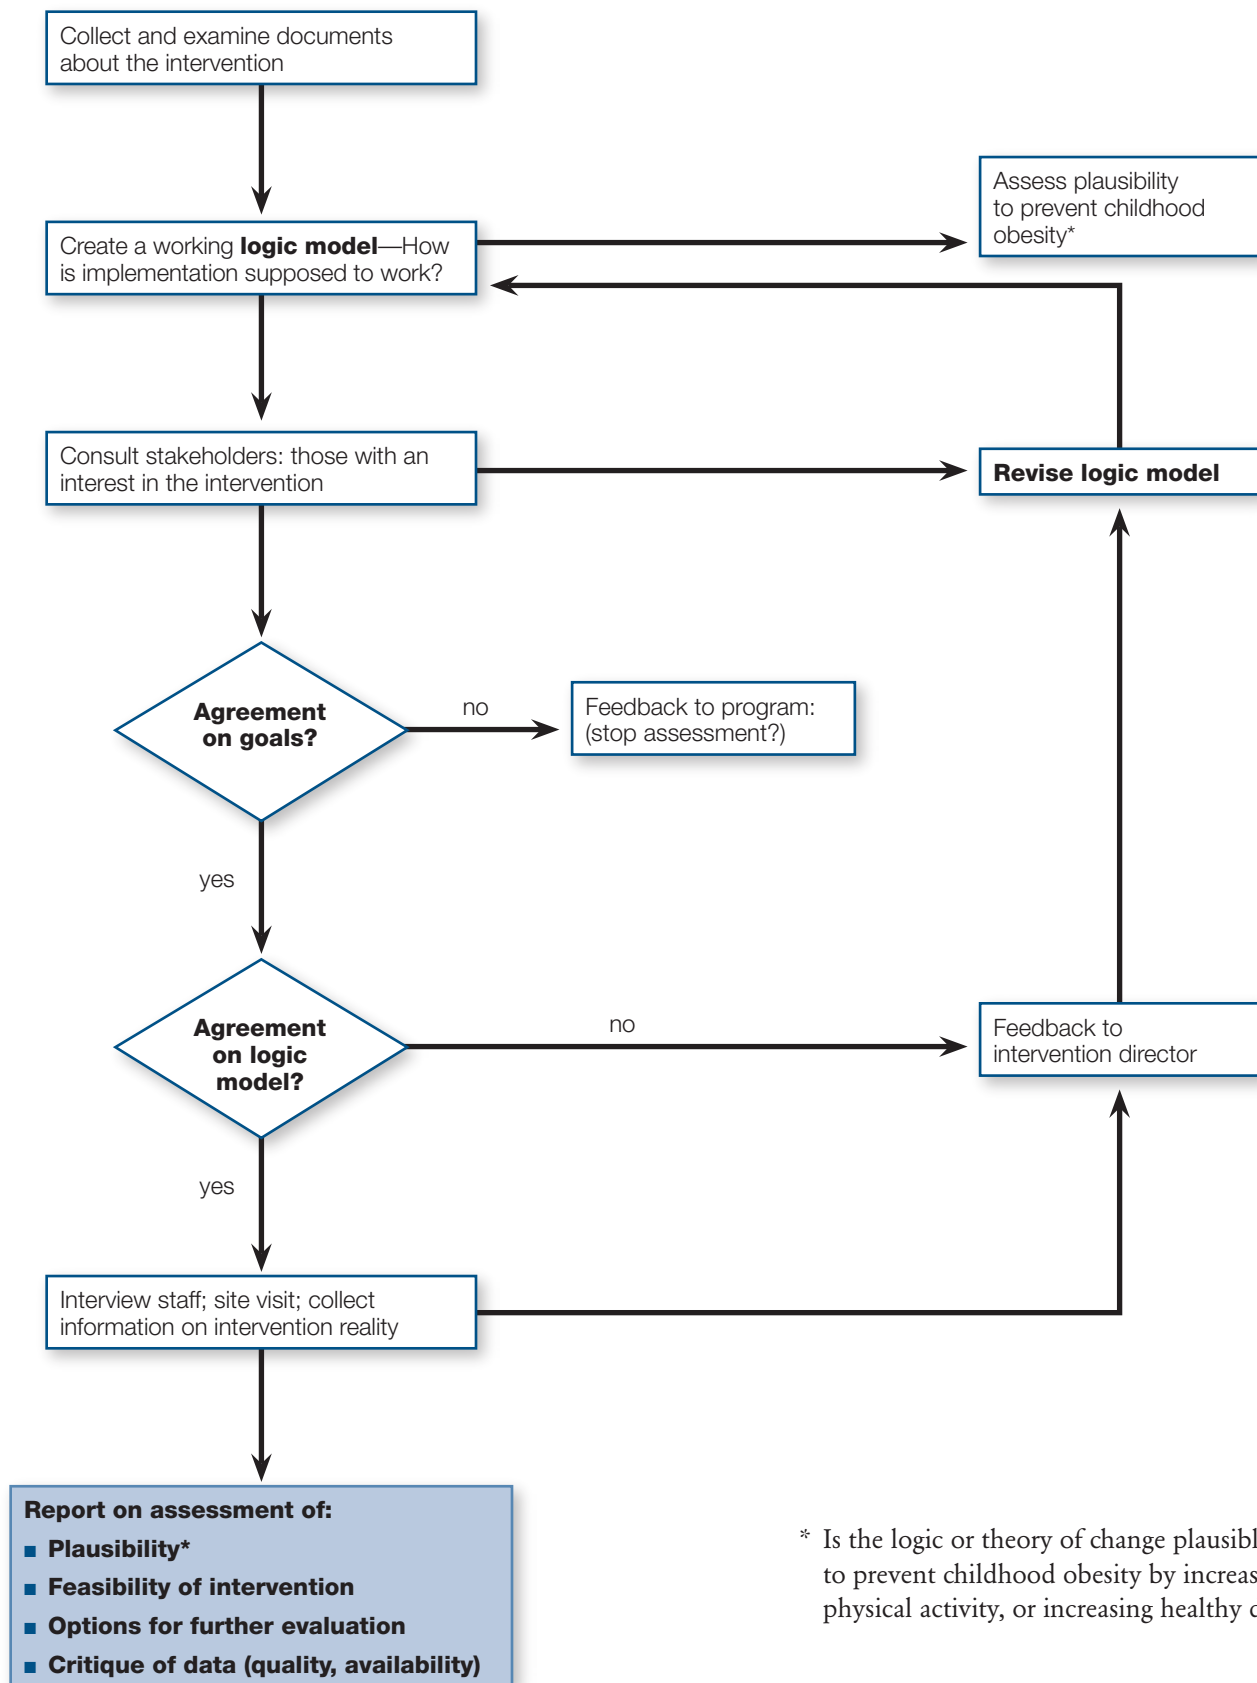 Collect and examine documents
about the intervention
Assess plausibility
to prevent childhood
obesity*
Create a working logic model—How
is implementation supposed to work?
Consult stakeholders: those with an
interest in the intervention
Revise logic model
Agreement
on goals?
no
Feedback to program:
(stop assessment?)
yes
Agreement
on logic
model?
no
Feedback to
intervention director
yes
Interview staff; site visit; collect
information on intervention reality
Report on assessment of:
■ Plausibility*
■ Feasibility of intervention
■ Options for further evaluation
■ Critique of data (quality, availability)
* Is the logic or theory of change
to prevent childhood obesity by
physical activity, or increasing healthy